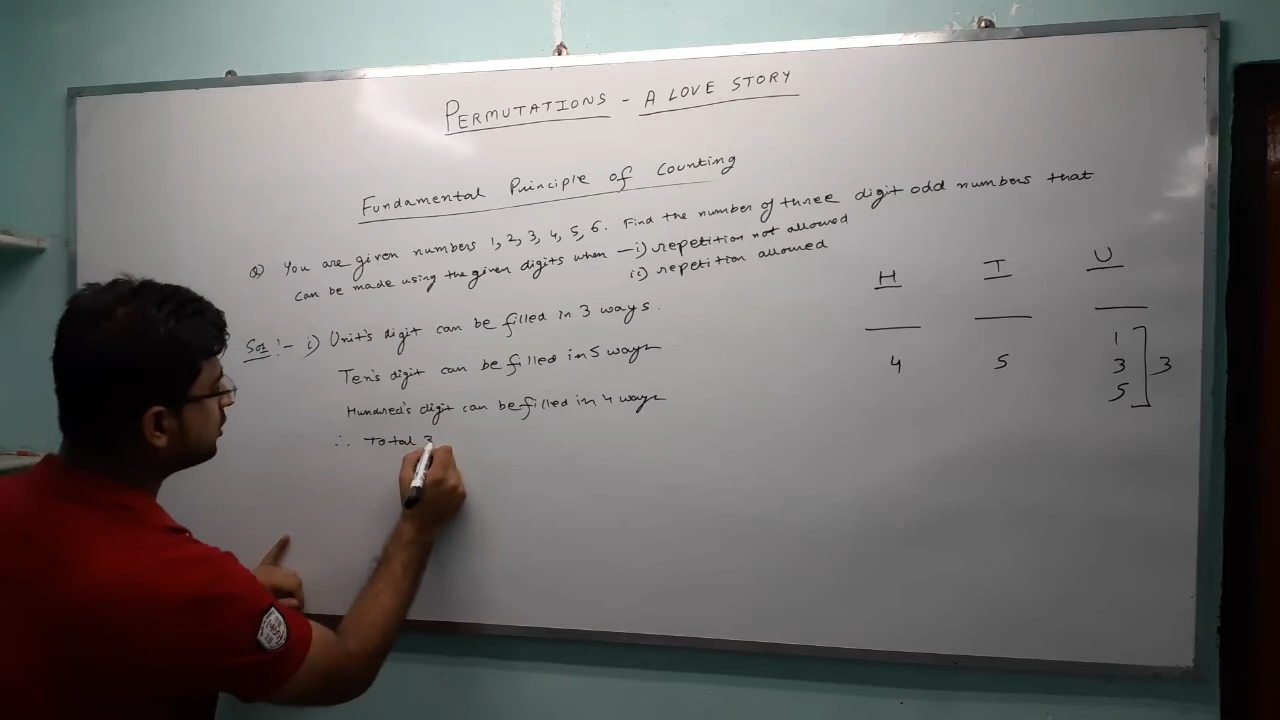 PERMUTATIONS - A LOVE STORY
Fundamental Principle of Counting
Q) You are given numbers 1, 2, 3, 4, 5, 6. Find the number of three digit odd numbers that
can be made using the given digits when - i) repetition not allowed
ii) repetition allowed
H T U
Sol:- i) Unit's digit can be filled in 3 ways.
Ten's digit can be filled in 5 ways
Hundred's digit can be filled in 4 ways
∴ Total 3
1
4 5 3 3
5